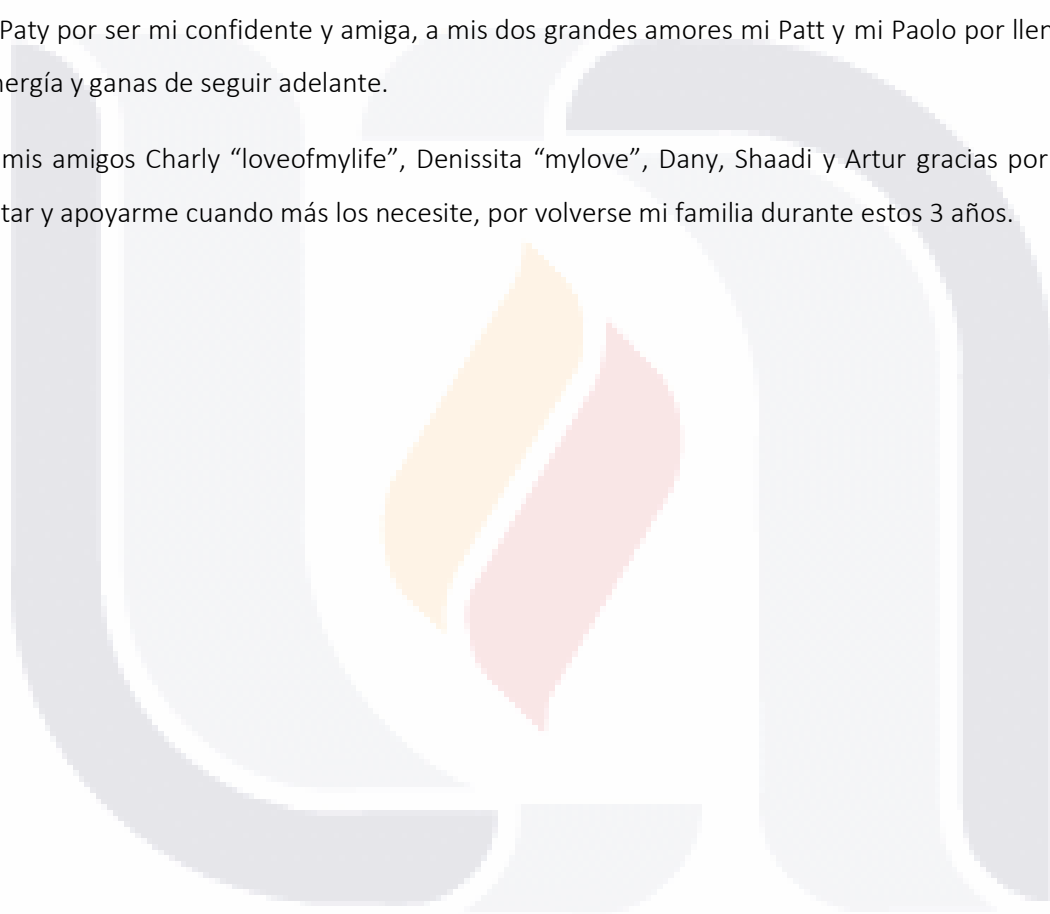 Paty por ser mi confidente y amiga, a mis dos grandes amores mi Patt y mi Paolo por llen
nergía y ganas de seguir adelante.
mis amigos Charly “loveofmylife”, Denissita “mylove”, Dany, Shaadi y Artur gracias por
tar y apoyarme cuando más los necesite, por volverse mi familia durante estos 3 años.